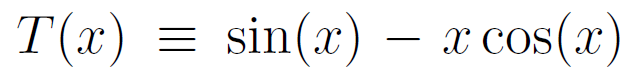 T(x) ≡ sin(x) − x cos(x)